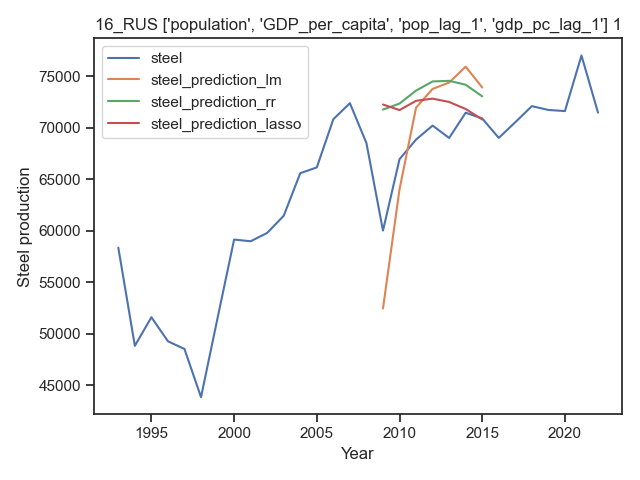 16_RUS ['population', 'GDP_per_capita', 'pop_lag_1', 'gdp_pc_lag_1'] 1
steel
steel_prediction_lm
steel_prediction_rr
steel_prediction_lasso
75000
70000
65000
60000
55000
50000
45000
Steel production
1995
2000
2005
2010
2015
2020
Year